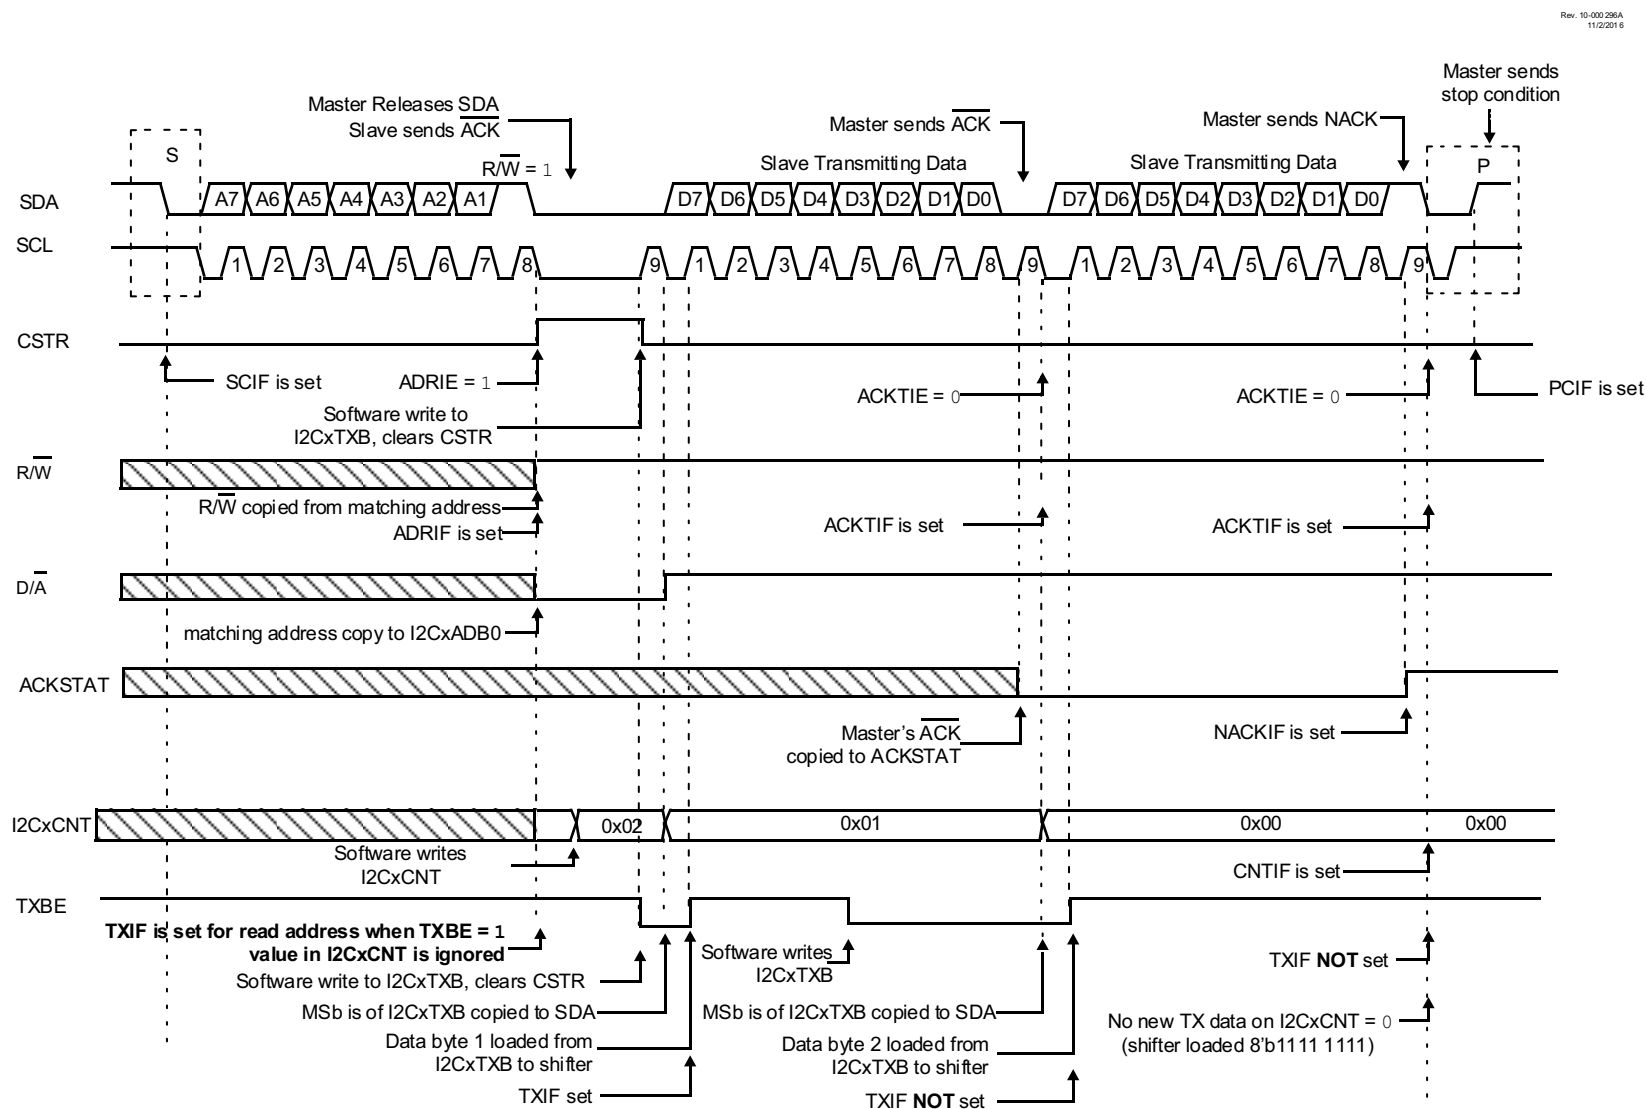 Rev. 10-000 296A
11/2/201 6
Master sends
stop condition
Master Releases SDA
Slave sends ACK
Master sends ACK
Master sends NACK
S
R/W = 1
Slave Transmitting Data
Slave Transmitting Data
P
SDA
A7 A6 A5 A4 A3 A2 A1
D7 D6 D5 D4 D3 D2 D1 D0
D7 D6 D5 D4 D3 D2 D1 D0
SCL
1 2 3 4 5 6 7 8 9 1 2 3 4 5 6 7 8 9 1 2 3 4 5 6 7 8 9
CSTR
SCIF is set
ADRIE = 1
ACKTIE = 0
ACKTIE = 0
PCIF is set
Software write to
I2CxTXB, clears CSTR
R/W
R/W copied from matching address
ADRIF is set
ACKTIF is set
ACKTIF is set
D/A
matching address copy to I2CxADB0
ACKSTAT
Master's ACK
copied to ACKSTAT
NACKIF is set
I2CxCNT
0x02
0x01
0x00
0x00
Software writes
I2CxCNT
CNTIF is set
TXBE
TXIF is set for read address when TXBE = 1
value in I2CxCNT is ignored
Software write to I2CxTXB, clears CSTR
MSb is of I2CxTXB copied to SDA
Data byte 1 loaded from
I2CxTXB to shifter
TXIF set
Software writes
I2CxTXB
MSb is of I2CxTXB copied to SDA
Data byte 2 loaded from
I2CxTXB to shifter
TXIF NOT set
TXIF NOT set
No new TX data on I2CxCNT = 0
(shifter loaded 8'b1111 1111)